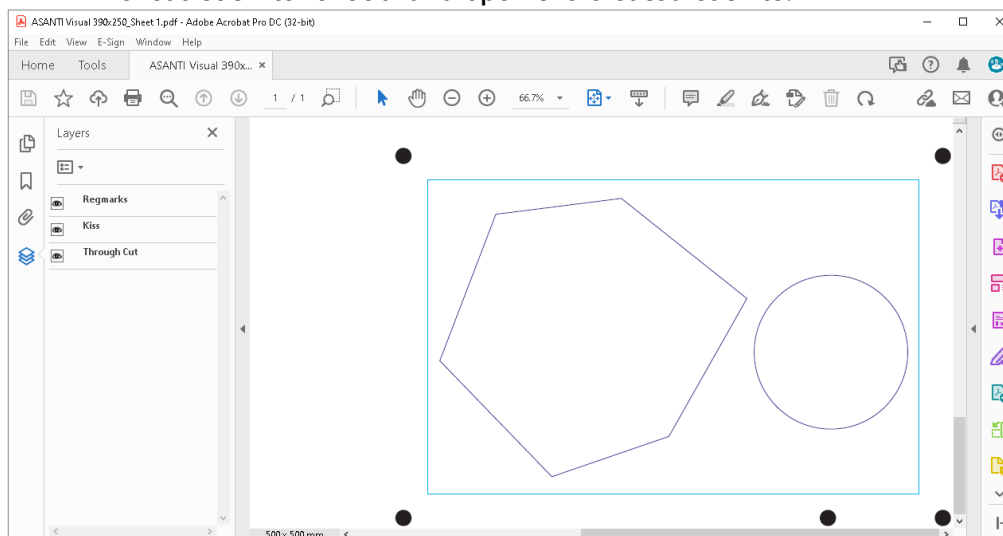 ASANTI Visual 390x250_Sheet 1.pdf - Adobe Acrobat Pro DC (32-bit)
File Edit View E-Sign Window Help
Home Tools ASANTI Visual 390x... ×
1 / 1 66.7%
Layers
Regmarks
Kiss
Through Cut
500 x 500 mm